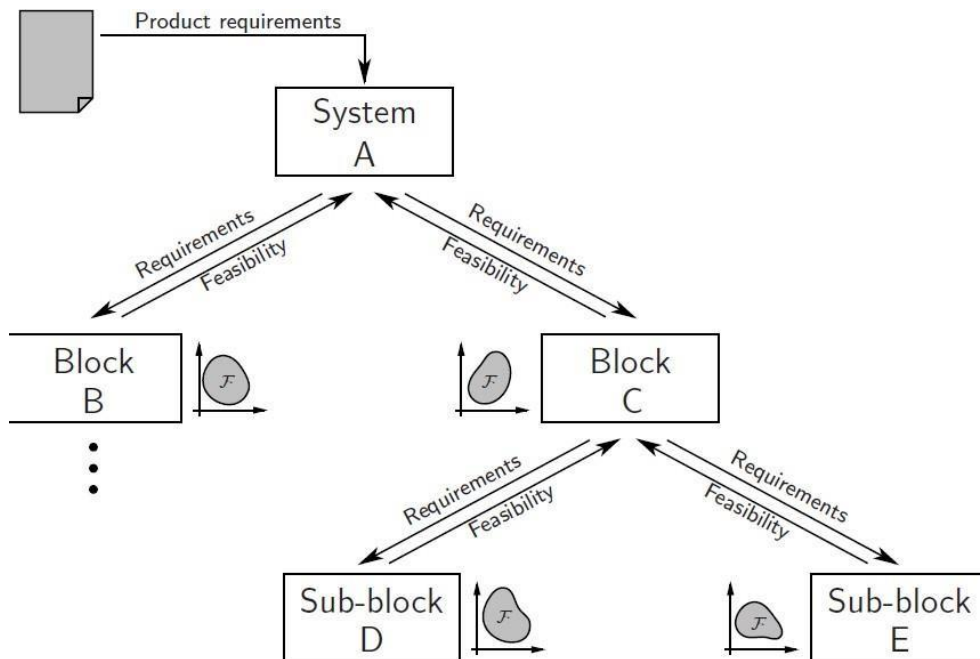 Product requirements
System
A
Requirements
Feasibility
Requirements
Feasibility
Block
B
F
F
Block
C
Requirements
Feasibility
Requirements
Feasibility
Sub-block
D
F
F
Sub-block
E